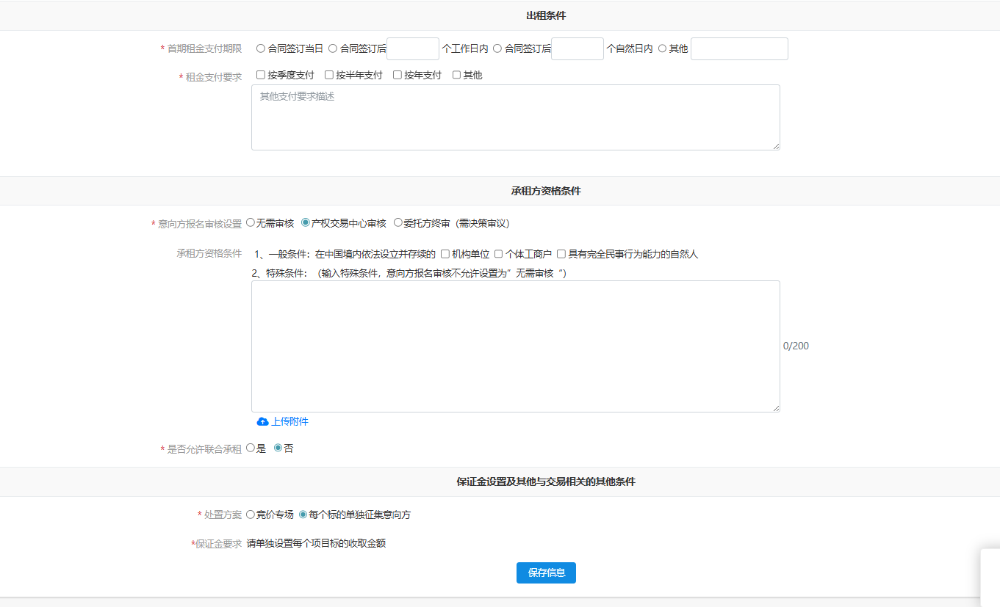 出租条件
* 首期租金支付期限 合同签订当日 合同签订后 个工作日内 合同签订后 个自然日内 其他
* 租金支付要求 按季度支付 按半年支付 按年支付 其他
其他支付要求描述
承租方资格条件
* 意向方报名审核设置 无需审核 产权交易中心审核 委托方终审（需决策审议）
承租方资格条件 1、一般条件：在中国境内依法设立并存续的 机构单位 个体工商户 具有完全民事行为能力的自然人
2、特殊条件：（输入特殊条件，意向方报名审核不允许设置为”无需审核“）
0/200
上传附件
* 是否允许联合承租 是 否
保证金设置及其他与交易相关的其他条件
* 处置方案 竞价专场 每个标的单独征集意向方
*保证金要求 请单独设置每个项目标的收取金额
保存信息